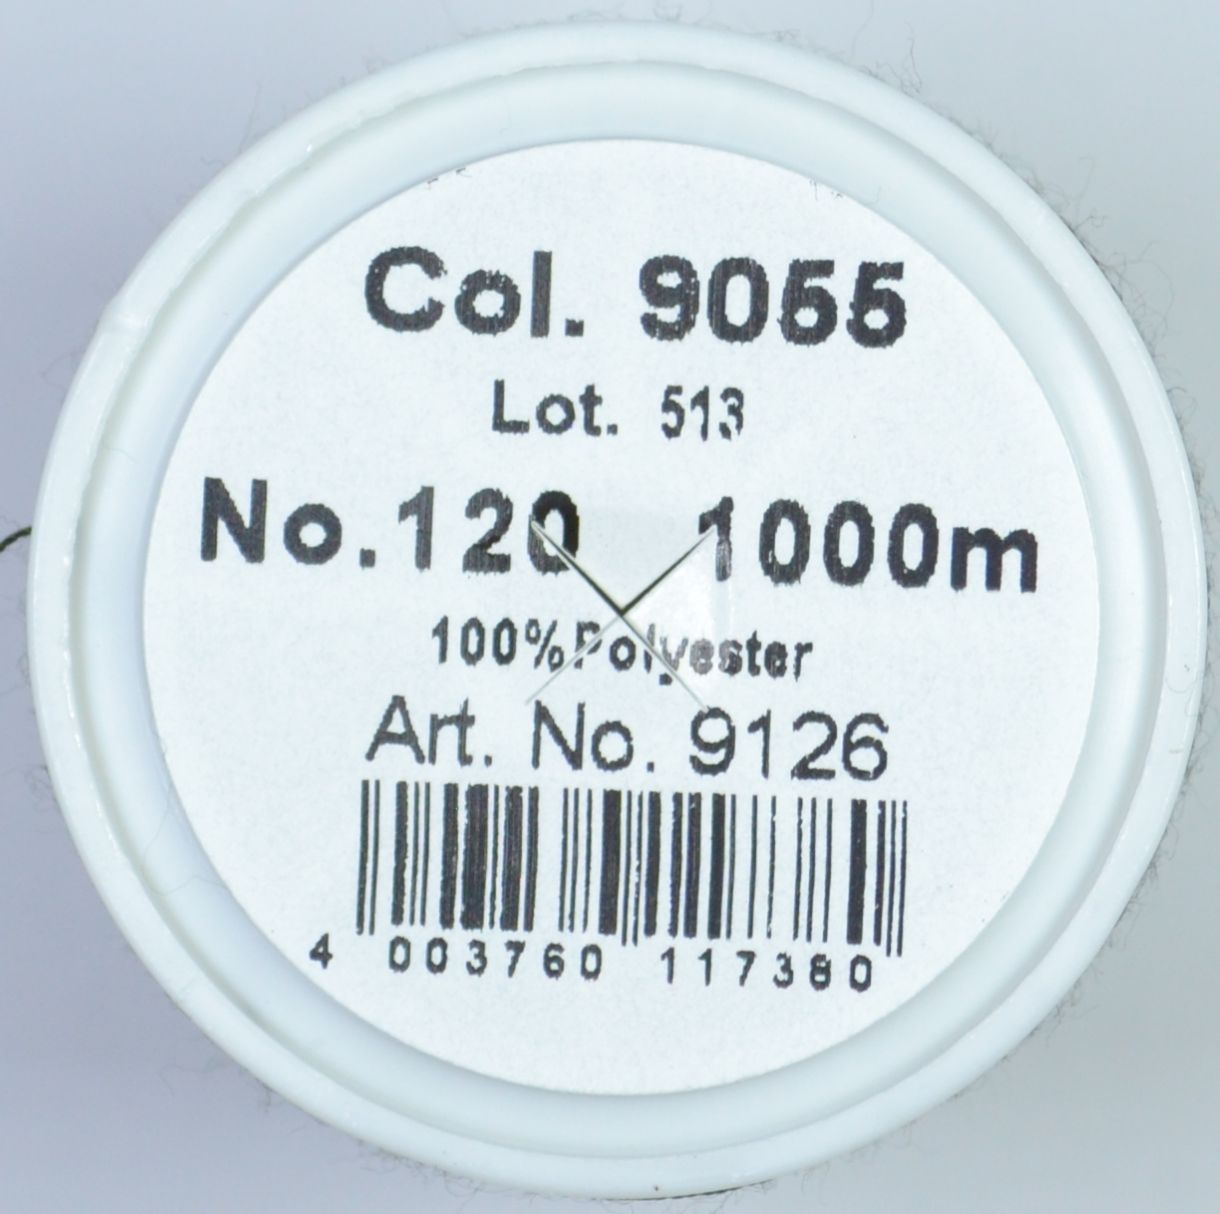 Col. 9055
Lot. 513
No.120 1000m
100%Polyester
Art. No. 9126
4 003760 117380